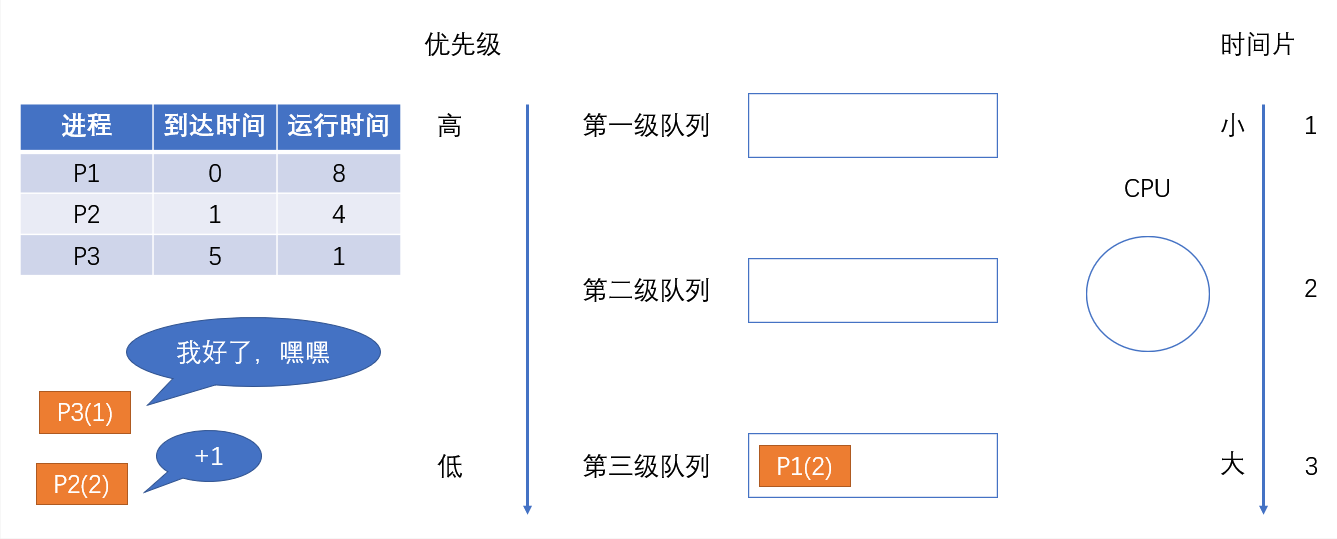 优先级
时间片
进程 到达时间 运行时间
P1 0 8
P2 1 4
P3 5 1
高
第一级队列
小
1
CPU
第二级队列
2
我好了，嘿嘿
P3(1)
+1
P2(2)
低
第三级队列
P1(2)
大
3